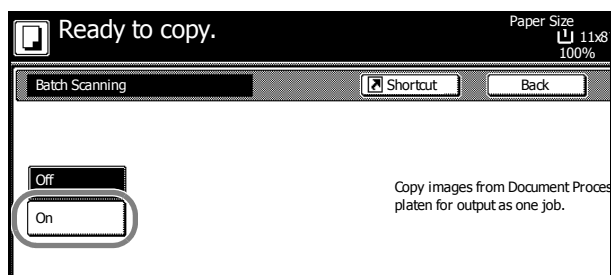 Ready to copy.
Paper Size
11x8
100%
Batch Scanning
Shortcut
Back
Off
On
Copy images from Document Proces
platen for output as one job.